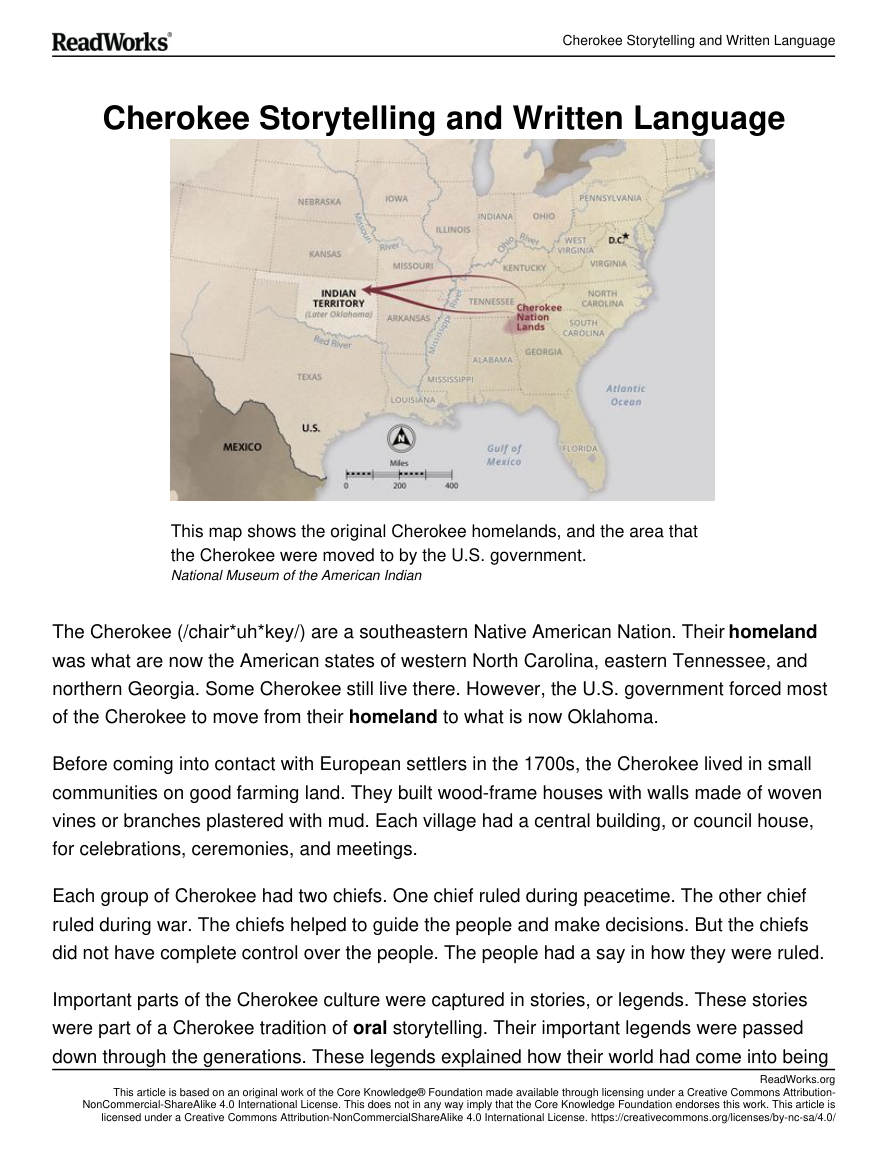 ReadWorks®
Cherokee Storytelling and Written Language
Cherokee Storytelling and Written Language
NEBRASKA
IOWA
PENNSYLVANIA
INDIANA
OHIO
ILLINOIS
Missouri
River
Ohio River
WEST
VIRGINIA
D.C.
KANSAS
MISSOURI
KENTUCKY
VIRGINIA
INDIAN
TERRITORY
(Later Oklahoma)
ARKANSAS
Mississippi River
TENNESSEE
Cherokee
Nation
Lands
NORTH
CAROLINA
SOUTH
CAROLINA
Red River
ALABAMA
GEORGIA
TEXAS
MISSISSIPPI
LOUISIANA
Atlantic
Ocean
U.S.
MEXICO
N
Gulf of
Mexico
FLORIDA
Miles
0 200 400
This map shows the original Cherokee homelands, and the area that
the Cherokee were moved to by the U.S. government.
National Museum of the American Indian
The Cherokee (/chair*uh*key/) are a southeastern Native American Nation. Their homeland
was what are now the American states of western North Carolina, eastern Tennessee, and
northern Georgia. Some Cherokee still live there. However, the U.S. government forced most
of the Cherokee to move from their homeland to what is now Oklahoma.
Before coming into contact with European settlers in the 1700s, the Cherokee lived in small
communities on good farming land. They built wood-frame houses with walls made of woven
vines or branches plastered with mud. Each village had a central building, or council house,
for celebrations, ceremonies, and meetings.
Each group of Cherokee had two chiefs. One chief ruled during peacetime. The other chief
ruled during war. The chiefs helped to guide the people and make decisions. But the chiefs
did not have complete control over the people. The people had a say in how they were ruled.
Important parts of the Cherokee culture were captured in stories, or legends. These stories
were part of a Cherokee tradition of oral storytelling. Their important legends were passed
down through the generations. These legends explained how their world had come into being
ReadWorks.org
This article is based on an original work of the Core Knowledge® Foundation made available through licensing under a Creative Commons Attribution-
NonCommercial-ShareAlike 4.0 International License. This does not in any way imply that the Core Knowledge Foundation endorses this work. This article is
licensed under a Creative Commons Attribution-NonCommercialShareAlike 4.0 International License. https://creativecommons.org/licenses/by-nc-sa/4.0/